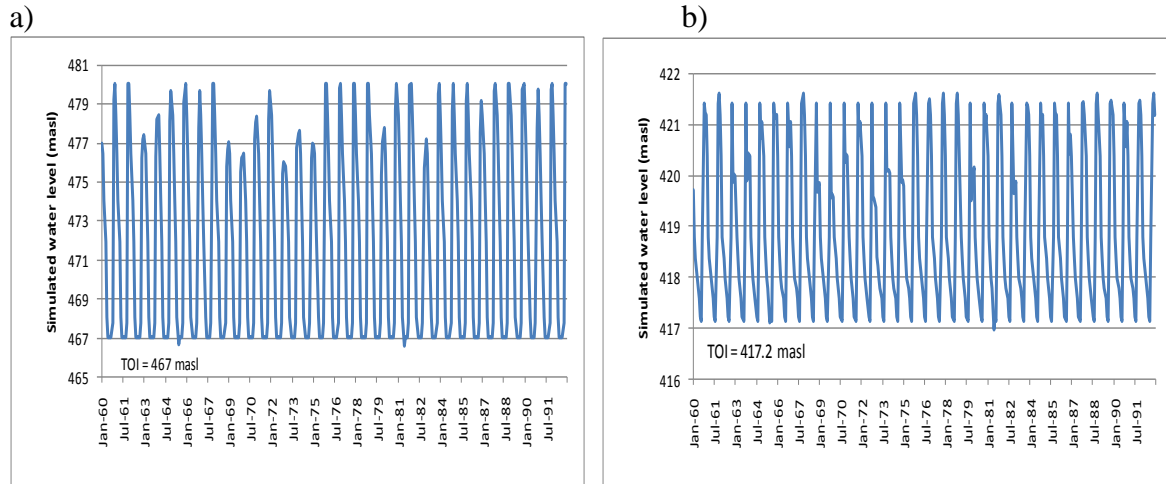 a)
Simulated water level (masl)
481
479
477
475
473
471
469
467
465
TOI = 467 masl
Jan-60
Jul-61
Jan-63
Jul-64
Jan-66
Jul-67
Jan-69
Jul-70
Jan-72
Jul-73
Jan-75
Jul-76
Jan-78
Jul-79
Jan-81
Jul-82
Jan-84
Jul-85
Jan-87
Jul-88
Jan-90
Jul-91
b)
Simulated water level (masl)
422
421
420
419
418
417
416
TOI = 417.2 masl
Jan-60
Jul-61
Jan-63
Jul-64
Jan-66
Jul-67
Jan-69
Jul-70
Jan-72
Jul-73
Jan-75
Jul-76
Jan-78
Jul-79
Jan-81
Jul-82
Jan-84
Jul-85
Jan-87
Jul-88
Jan-90
Jul-91